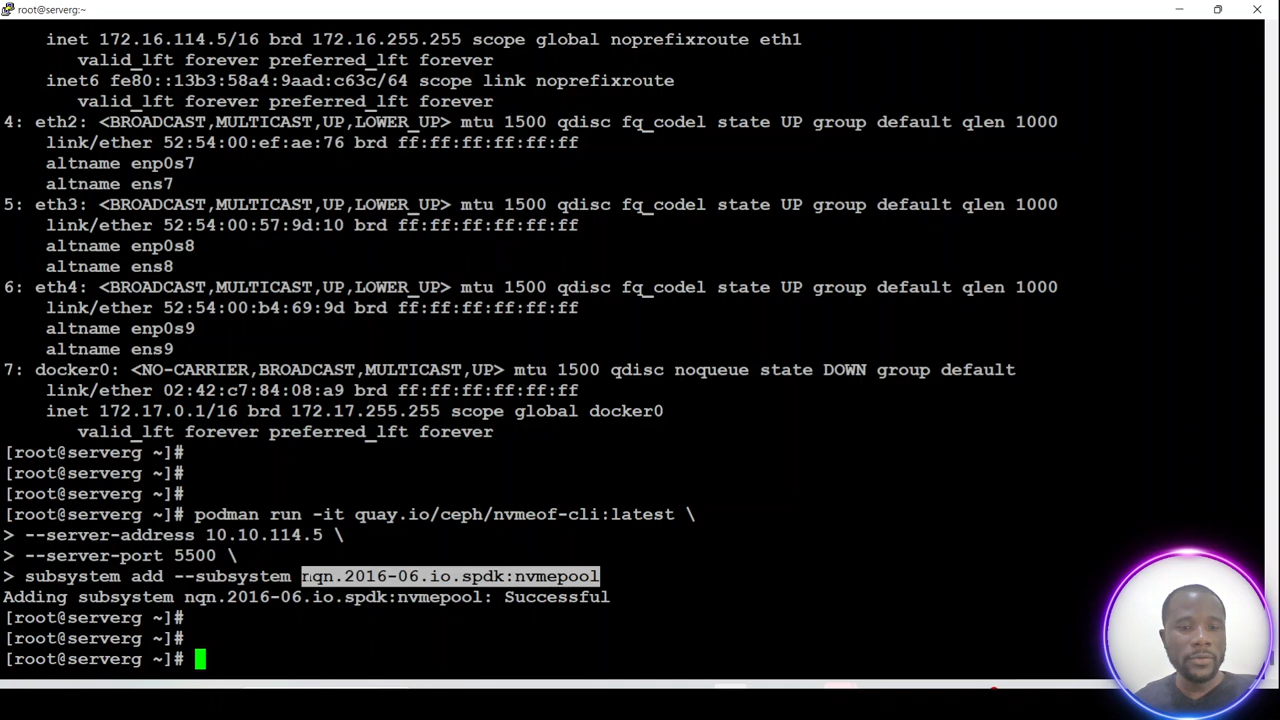 root@serverg:~
inet 172.16.114.5/16 brd 172.16.255.255 scope global noprefixroute eth1
valid_lft forever preferred_lft forever
inet6 fe80::13b3:58a4:9aad:c63c/64 scope link noprefixroute
valid_lft forever preferred_lft forever
4: eth2: <BROADCAST,MULTICAST,UP,LOWER_UP> mtu 1500 qdisc fq_codel state UP group default qlen 1000
link/ether 52:54:00:ef:ae:76 brd ff:ff:ff:ff:ff:ff
altname enp0s7
altname ens7
5: eth3: <BROADCAST,MULTICAST,UP,LOWER_UP> mtu 1500 qdisc fq_codel state UP group default qlen 1000
link/ether 52:54:00:57:9d:10 brd ff:ff:ff:ff:ff:ff
altname enp0s8
altname ens8
6: eth4: <BROADCAST,MULTICAST,UP,LOWER_UP> mtu 1500 qdisc fq_codel state UP group default qlen 1000
link/ether 52:54:00:b4:69:9d brd ff:ff:ff:ff:ff:ff
altname enp0s9
altname ens9
7: docker0: <NO-CARRIER,BROADCAST,MULTICAST,UP> mtu 1500 qdisc noqueue state DOWN group default
link/ether 02:42:c7:84:08:a9 brd ff:ff:ff:ff:ff:ff
inet 172.17.0.1/16 brd 172.17.255.255 scope global docker0
valid_lft forever preferred_lft forever
[root@serverg ~]#
[root@serverg ~]#
[root@serverg ~]#
[root@serverg ~]# podman run -it quay.io/ceph/nvmeof-cli:latest \
> --server-address 10.10.114.5 \
> --server-port 5500 \
> subsystem add --subsystem nqn.2016-06.io.spdk:nvmepool
Adding subsystem nqn.2016-06.io.spdk:nvmepool: Successful
[root@serverg ~]#
[root@serverg ~]#
[root@serverg ~]#